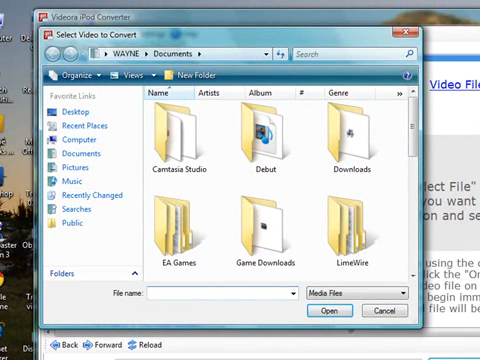 Videora iPod Converter
Select Video to Convert
WAYNE
Documents
Search
Organize
Views
New Folder
Favorite Links
Name
Artists
Album
#
Genre
»
Desktop
Recent Places
Computer
Documents
Pictures
Music
Recently Changed
Searches
Public
Camtasia Studio
Debut
Downloads
EA Games
Game Downloads
LimeWire
Folders
File name:
Media Files
Open
Cancel
Back
Forward
Reload
Video File
lect File"
you want
on and se
using the
click the "On
ideo file on
begin imm
d file will be